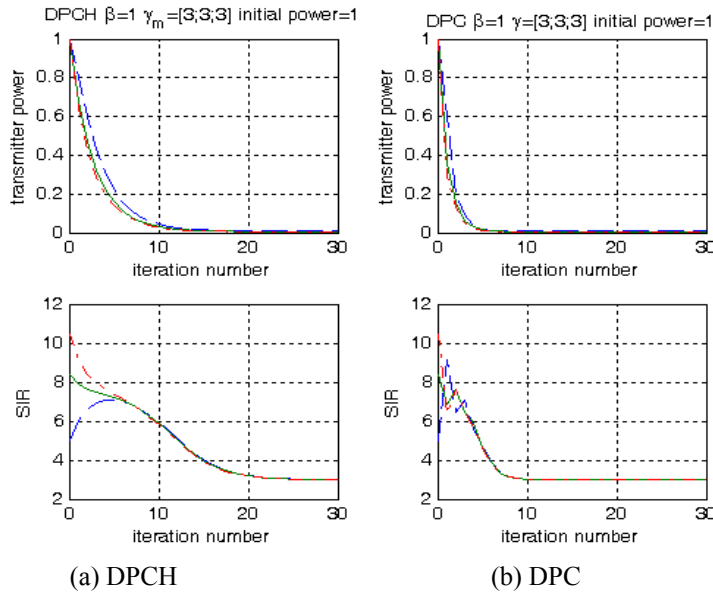 DPCH β=1 γm=[3;3;3] initial power=1
DPC β=1 γ=[3;3;3] initial power=1
transmitter power
1
0.8
0.6
0.4
0.2
0
0 10 20 30
iteration number
transmitter power
1
0.8
0.6
0.4
0.2
0
0 10 20 30
iteration number
SIR
12
10
8
6
4
2
0 10 20 30
iteration number
SIR
12
10
8
6
4
2
0 10 20 30
iteration number
(a) DPCH
(b) DPC